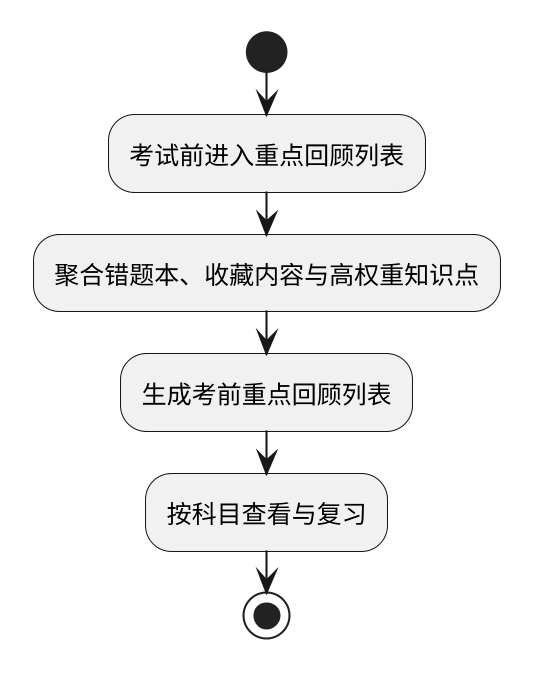 考试前进入重点回顾列表
聚合错题本、收藏内容与高权重知识点
生成考前重点回顾列表
按科目查看与复习